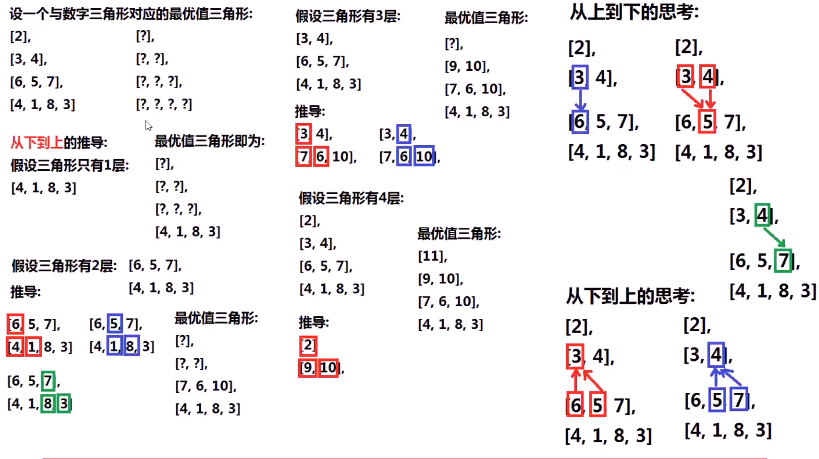 设一个与数字三角形对应的最优值三角形:
[2],
[3, 4],
[6, 5, 7],
[4, 1, 8, 3]
[?],
[?, ?],
[?, ?, ?],
[?, ?, ?, ?]
从下到上的推导:
假设三角形只有1层:
[4, 1, 8, 3]
最优值三角形即为:
[?],
[?, ?],
[?, ?, ?],
[4, 1, 8, 3]
假设三角形有2层:
[6, 5, 7],
[4, 1, 8, 3]
推导:
[6, 5, 7],
[4, 1, 8, 3]
[6, 5, 7],
[4, 1, 8, 3]
[6, 5, 7],
[4, 1, 8 3]
最优值三角形:
[?],
[?, ?],
[7, 6, 10],
[4, 1, 8, 3]
假设三角形有3层:
[3, 4],
[6, 5, 7],
[4, 1, 8, 3]
最优值三角形:
[?],
[9, 10],
[7, 6, 10],
[4, 1, 8, 3]
推导:
[3, 4],
[7, 6, 10],
[3, 4],
[7, 6 10],
假设三角形有4层:
[2],
[3, 4],
[6, 5, 7],
[4, 1, 8, 3]
最优值三角形:
[11],
[9, 10],
[7, 6, 10],
[4, 1, 8, 3]
推导:
[2]
[9, 10],
从上到下的思考:
[2],
[3 4],
[6, 5, 7],
[4, 1, 8, 3]
[2],
[3, 4],
[6, 5, 7],
[4, 1, 8, 3]
[2],
[3, 4],
[6, 5, 7],
[4, 1, 8, 3]
从下到上的思考:
[2],
[3, 4],
[6, 5 7],
[4, 1, 8, 3]
[2],
[3, 4],
[6, 5 7],
[4, 1, 8, 3]